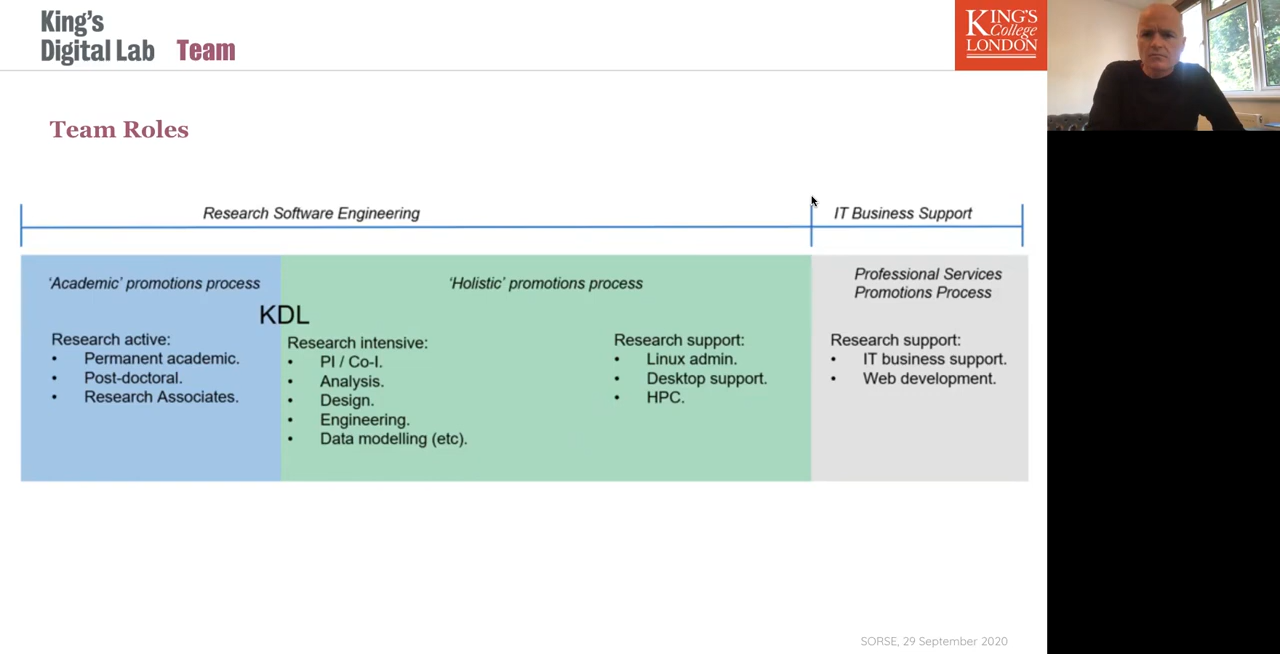 King's
Digital Lab Team
KING'S
College
LONDON
Team Roles
Research Software Engineering
IT Business Support
'Academic' promotions process
'Holistic' promotions process
Professional Services
Promotions Process
KDL
Research active:
• Permanent academic.
• Post-doctoral.
• Research Associates.
Research intensive:
• PI / Co-I.
• Analysis.
• Design.
• Engineering.
• Data modelling (etc).
Research support:
• Linux admin.
• Desktop support.
• HPC.
Research support:
• IT business support.
• Web development.
SORSE, 29 September 2020